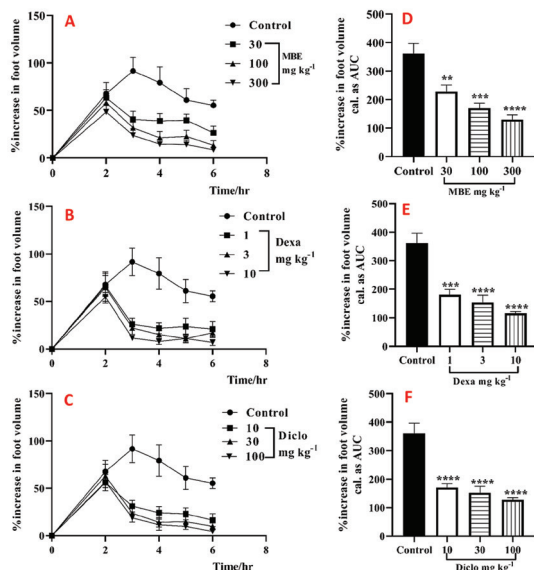 A
%increase in foot volume
150
100
50
0
0
2
4
6
8
Time/hr
Control
30
100
300
MBE
mg kg⁻¹
D
%increase in foot volume
cal. as AUC
500
400
300
200
100
0
**
***
****
Control
30
100
300
MBE mg kg⁻¹
B
%increase in foot volume
150
100
50
0
0
2
4
6
8
Time/hr
Control
1
3
10
Dexa
mg kg⁻¹
E
%increase in foot volume
cal. as AUC
500
400
300
200
100
0
***
****
****
Control
1
3
10
Dexa mg kg⁻¹
C
%increase in foot volume
150
100
50
0
0
2
4
6
8
Time/hr
Control
10
30
100
Diclo
mg kg⁻¹
F
%increase in foot volume
cal. as AUC
500
400
300
200
100
0
****
****
****
Control
10
30
100
Diclo mg kg⁻¹